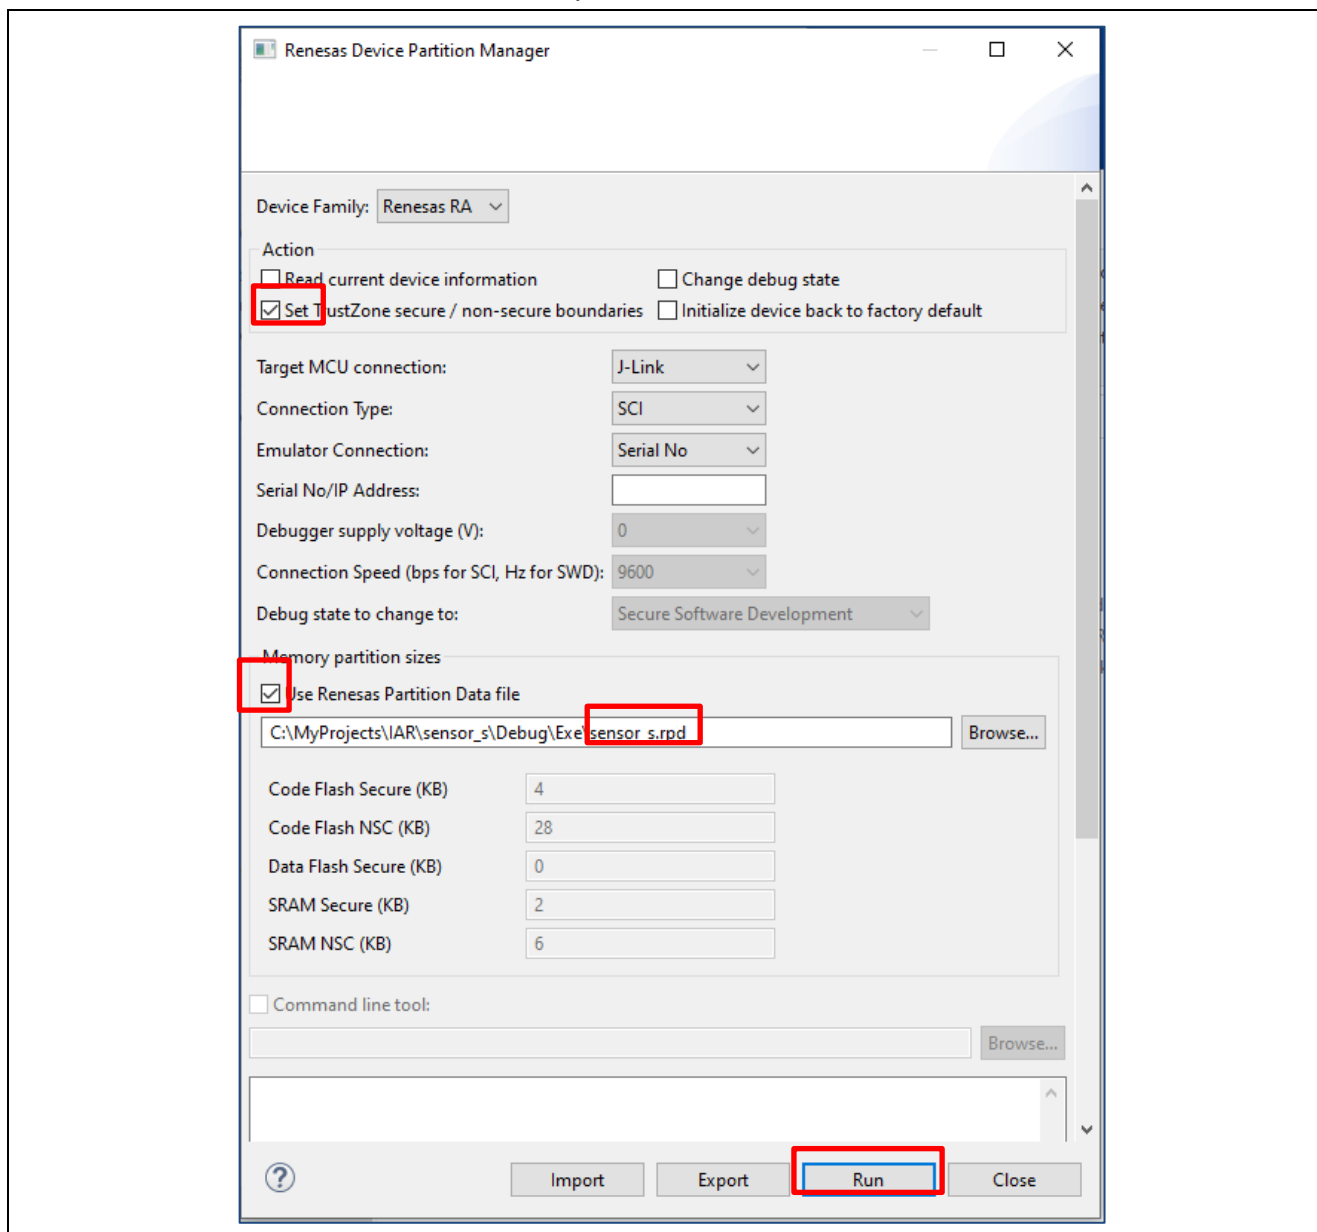 Renesas Device Partition Manager
Device Family: Renesas RA
Action
Read current device information Change debug state
Set TrustZone secure / non-secure boundaries Initialize device back to factory default
Target MCU connection: J-Link
Connection Type: SCI
Emulator Connection: Serial No
Serial No/IP Address:
Debugger supply voltage (V): 0
Connection Speed (bps for SCI, Hz for SWD): 9600
Debug state to change to: Secure Software Development
Memory partition sizes
Use Renesas Partition Data file
C:\MyProjects\IAR\sensor_s\Debug\Exe\sensor_s.rpd Browse...
Code Flash Secure (KB) 4
Code Flash NSC (KB) 28
Data Flash Secure (KB) 0
SRAM Secure (KB) 2
SRAM NSC (KB) 6
Command line tool:
Browse...
? Import Export Run Close